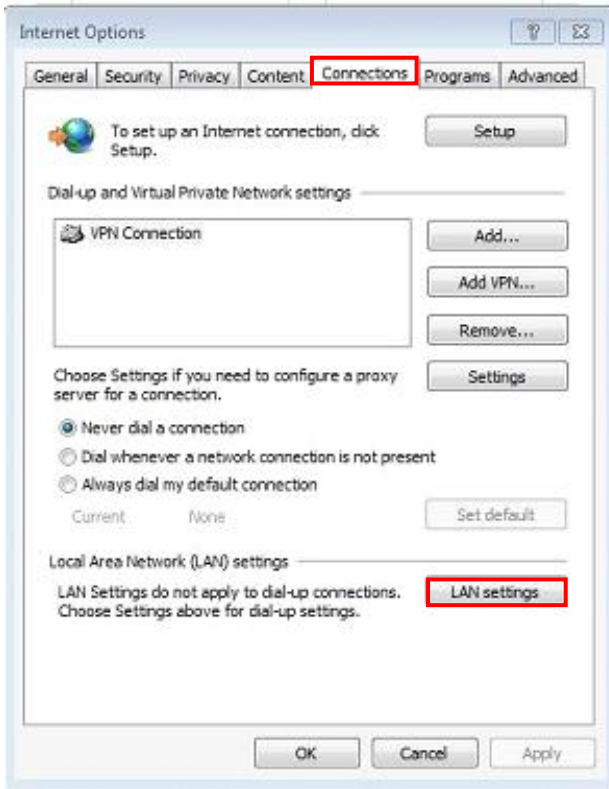 Internet Options
General Security Privacy Content Connections Programs Advanced
To set up an Internet connection, click
Setup.
Setup
Dial-up and Virtual Private Network settings
VPN Connection
Add...
Add VPN...
Remove...
Choose Settings if you need to configure a proxy
server for a connection.
Settings
Never dial a connection
Dial whenever a network connection is not present
Always dial my default connection
Current None
Set default
Local Area Network (LAN) settings
LAN Settings do not apply to dial-up connections.
Choose Settings above for dial-up settings.
LAN settings
OK Cancel Apply